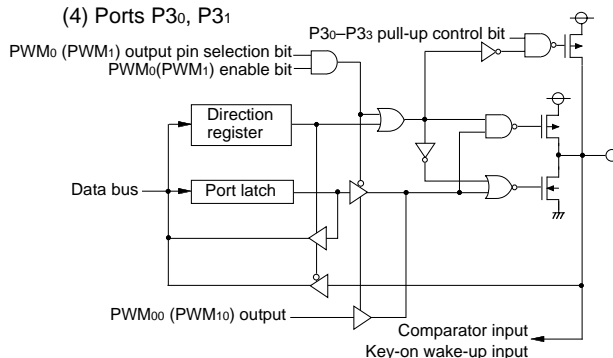 (4) Ports P3₀, P3₁
P3₀–P3₃ pull-up control bit
PWM₀ (PWM₁) output pin selection bit
PWM₀(PWM₁) enable bit
Direction
register
Data bus
Port latch
PWM₀₀ (PWM₁₀) output
Comparator input
Key-on wake-up input